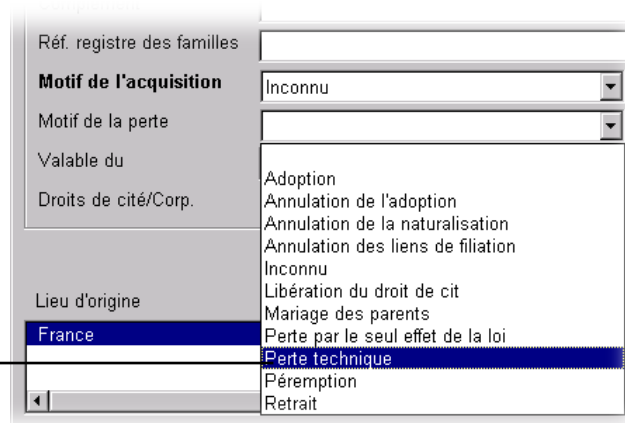 Réf. registre des familles
Motif de l'acquisition Inconnu
Motif de la perte
Valable du
Droits de cité/Corp.
Adoption
Annulation de l'adoption
Annulation de la naturalisation
Annulation des liens de filiation
Inconnu
Libération du droit de cit
Mariage des parents
Perte par le seul effet de la loi
Perte technique
Péremption
Retrait
Lieu d'origine
France